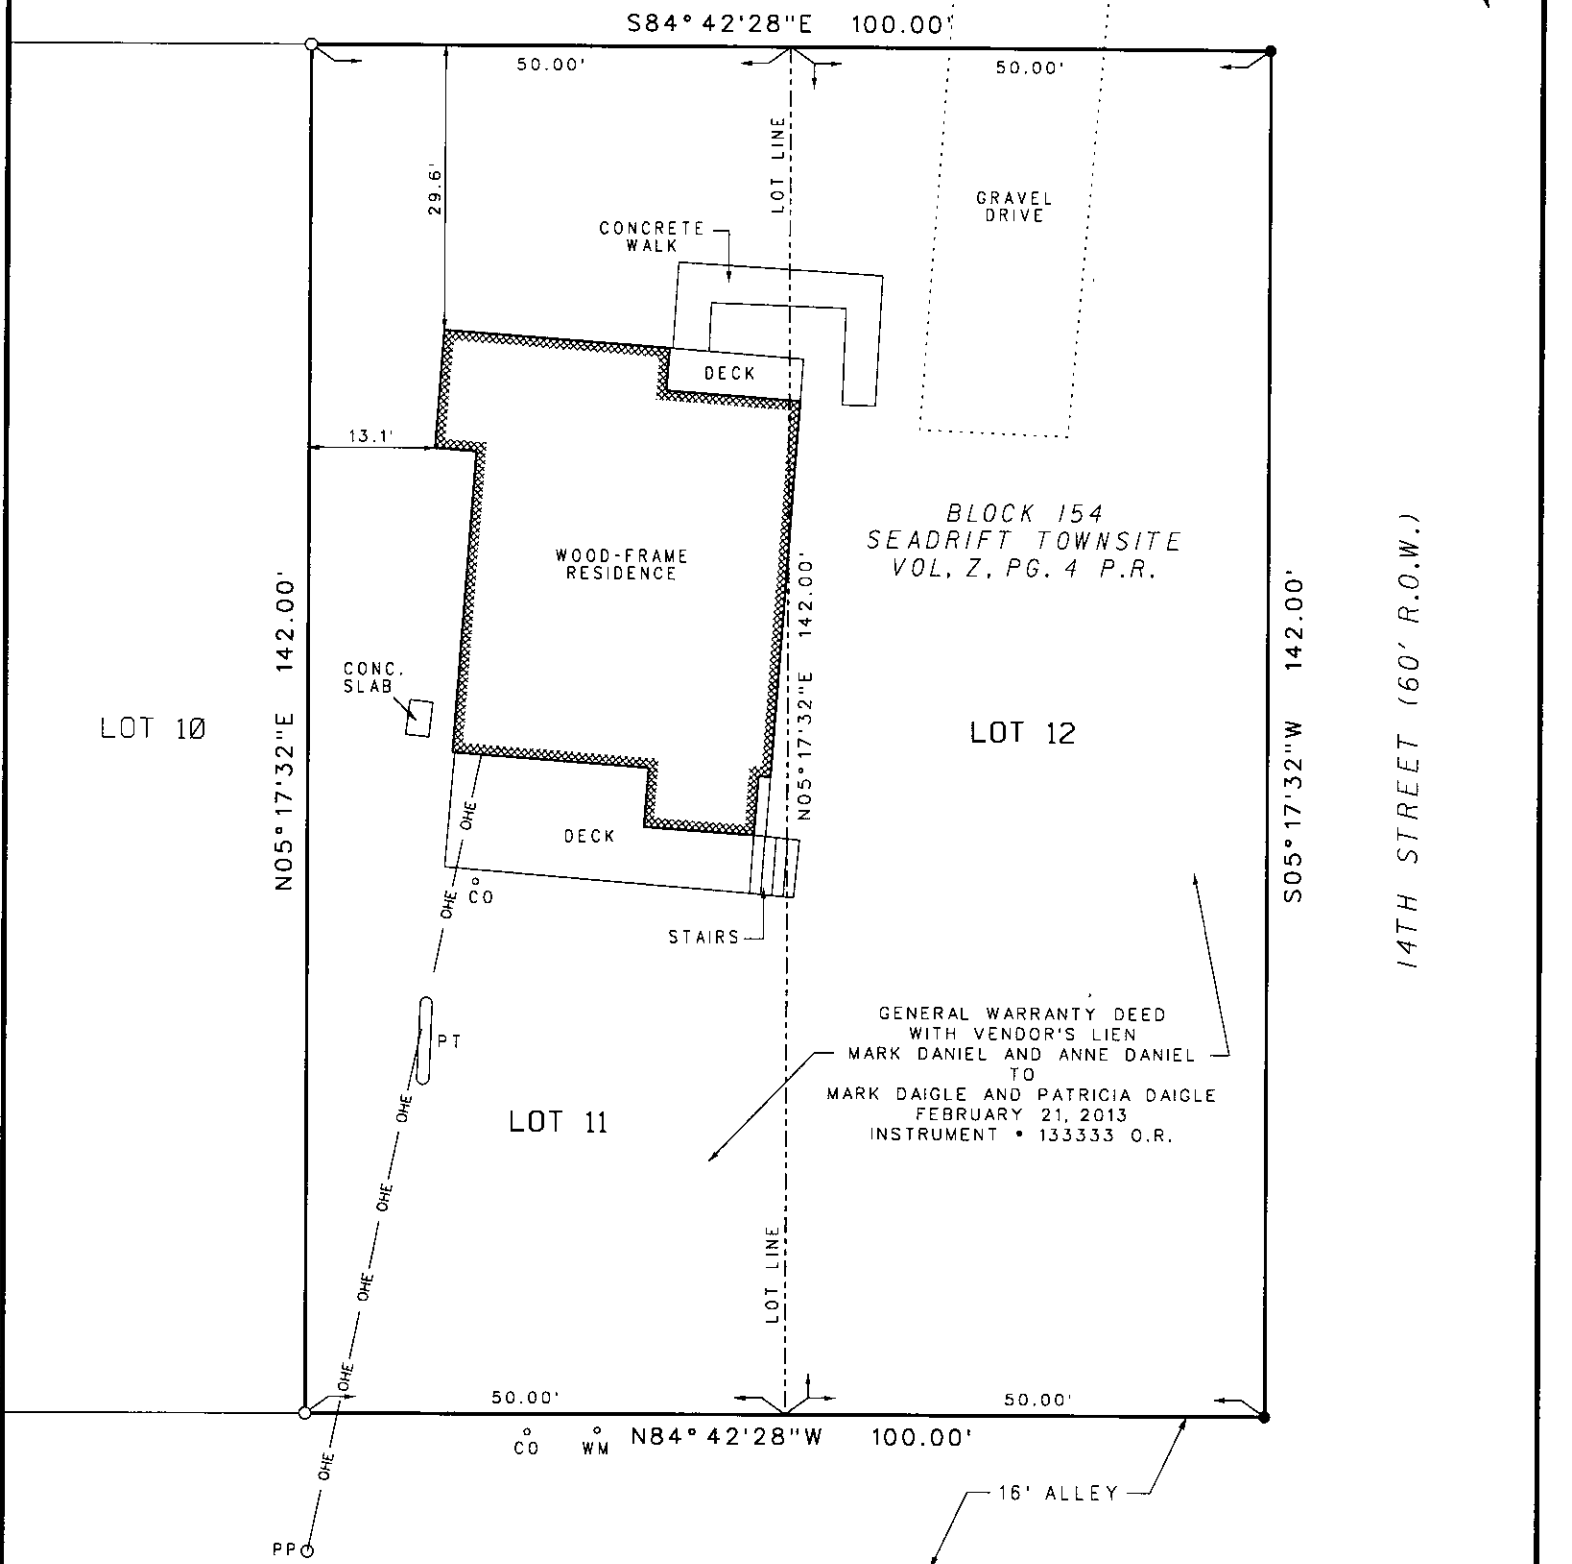 S84°42'28"E 100.00'
50.00'
50.00'
LOT LINE
29.6'
GRAVEL
DRIVE
CONCRETE
WALK
DECK
13.1'
BLOCK 154
SEADRIFT TOWNSITE
VOL. Z, PG. 4 P.R.
WOOD-FRAME
RESIDENCE
N05°17'32"E 142.00'
N05°17'32"E 142.00'
S05°17'32"W 142.00'
14TH STREET (60' R.O.W.)
CONC.
SLAB
LOT 10
LOT 12
OHE
DECK
CO
OHE
STAIRS
GENERAL WARRANTY DEED
WITH VENDOR'S LIEN
MARK DANIEL AND ANNE DANIEL
TO
MARK DAIGLE AND PATRICIA DAIGLE
FEBRUARY 21, 2013
INSTRUMENT • 133333 O.R.
PT
OHE
LOT 11
OHE
OHE
LOT LINE
OHE
50.00'
50.00'
CO
WM
N84°42'28"W 100.00'
OHE
16' ALLEY
PP